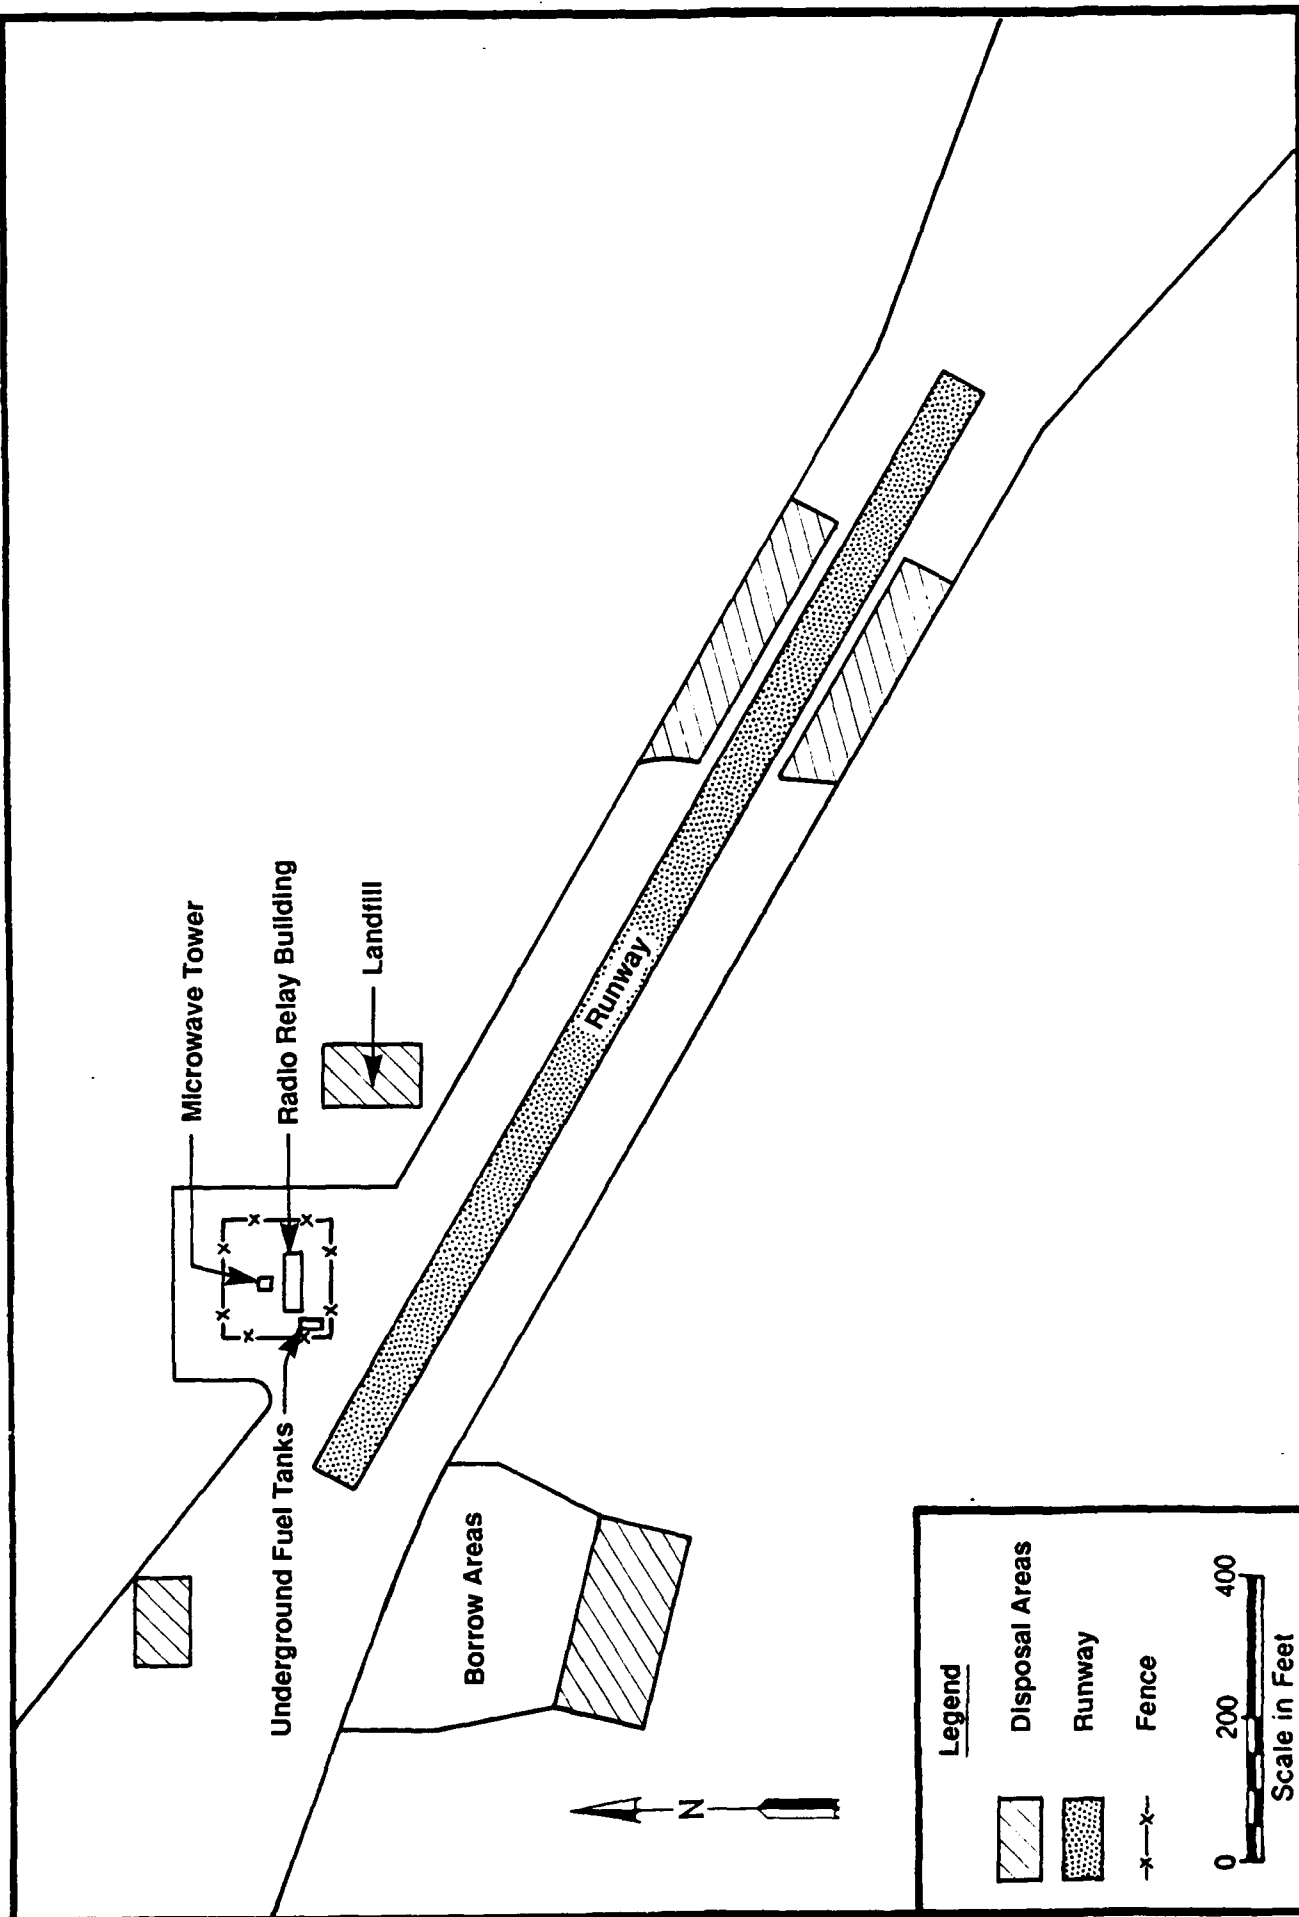 Microwave Tower
Radio Relay Building
Landfill
Underground Fuel Tanks
Runway
Borrow Areas
N
Legend
Disposal Areas
Runway
-x—x- Fence
0 200 400
Scale in Feet